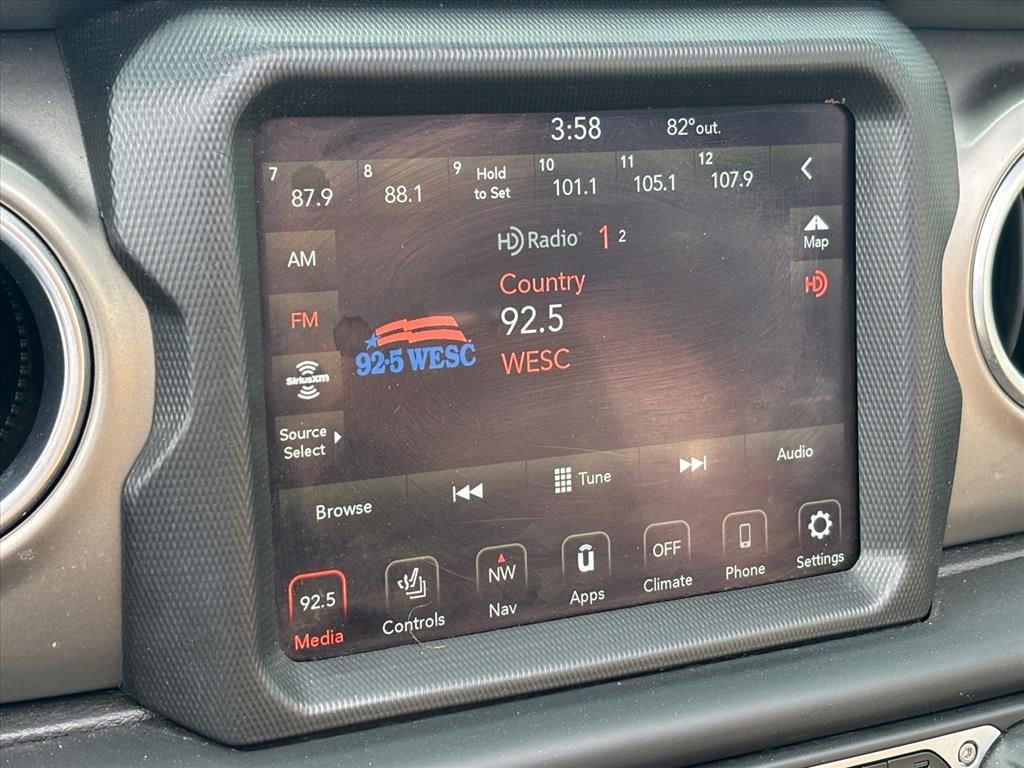 3:58 82° out.
7 87.9 8 88.1 9 Hold to Set 10 101.1 11 105.1 12 107.9
AM
HD Radio 1 2
Map
FM
Country
HD
92.5
92.5 WESC
WESC
SiriusXM
Source
Select
Browse
Tune
Audio
92.5
Media
Controls
NW
Nav
Apps
OFF
Climate
Phone
Settings